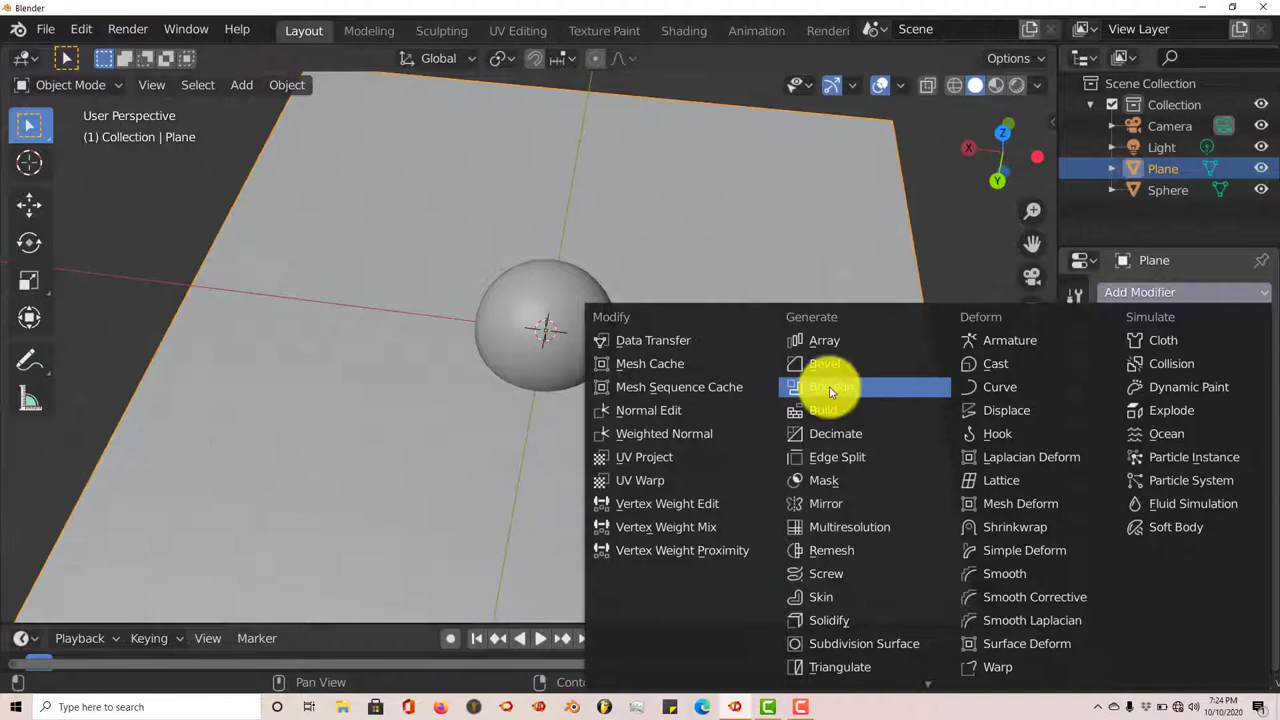 Blender
File Edit Render Window Help
Layout Modeling Sculpting UV Editing Texture Paint Shading Animation Renderi
Scene
View Layer
Global
Options
Object Mode View Select Add Object
User Perspective
(1) Collection | Plane
Z
X
Y
Scene Collection
Collection
Camera
Light
Plane
Sphere
Plane
Add Modifier
Modify
Data Transfer
Mesh Cache
Mesh Sequence Cache
Normal Edit
Weighted Normal
UV Project
UV Warp
Vertex Weight Edit
Vertex Weight Mix
Vertex Weight Proximity
Generate
Array
Bevel
Boolean
Build
Decimate
Edge Split
Mask
Mirror
Multiresolution
Remesh
Screw
Skin
Solidify
Subdivision Surface
Triangulate
Deform
Armature
Cast
Curve
Displace
Hook
Laplacian Deform
Lattice
Mesh Deform
Shrinkwrap
Simple Deform
Smooth
Smooth Corrective
Smooth Laplacian
Surface Deform
Warp
Simulate
Cloth
Collision
Dynamic Paint
Explode
Ocean
Particle Instance
Particle System
Fluid Simulation
Soft Body
Playback Keying View Marker
Pan View
Conte
Type here to search
7:24 PM
10/10/2020